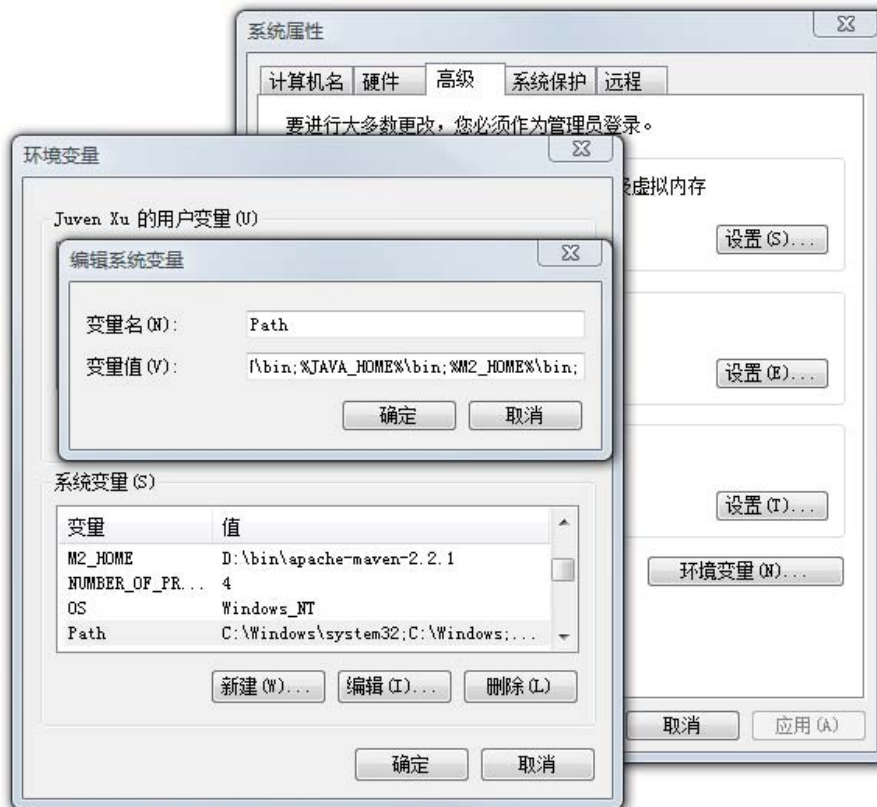 系统属性
计算机名 硬件 高级 系统保护 远程
要进行大多数更改，您必须作为管理员登录。
虚拟内存
设置(S)...
设置(E)...
设置(T)...
环境变量(N)...
取消 应用(A)
环境变量
Juven Xu 的用户变量(U)
编辑系统变量
变量名(N): Path
变量值(V): \bin;%JAVA_HOME%\bin;%M2_HOME%\bin;
确定 取消
系统变量(S)
变量 值
M2_HOME D:\bin\apache-maven-2.2.1
NUMBER_OF_PR... 4
OS Windows_NT
Path C:\Windows\system32;C:\Windows;...
新建(W)... 编辑(I)... 删除(L)
确定 取消